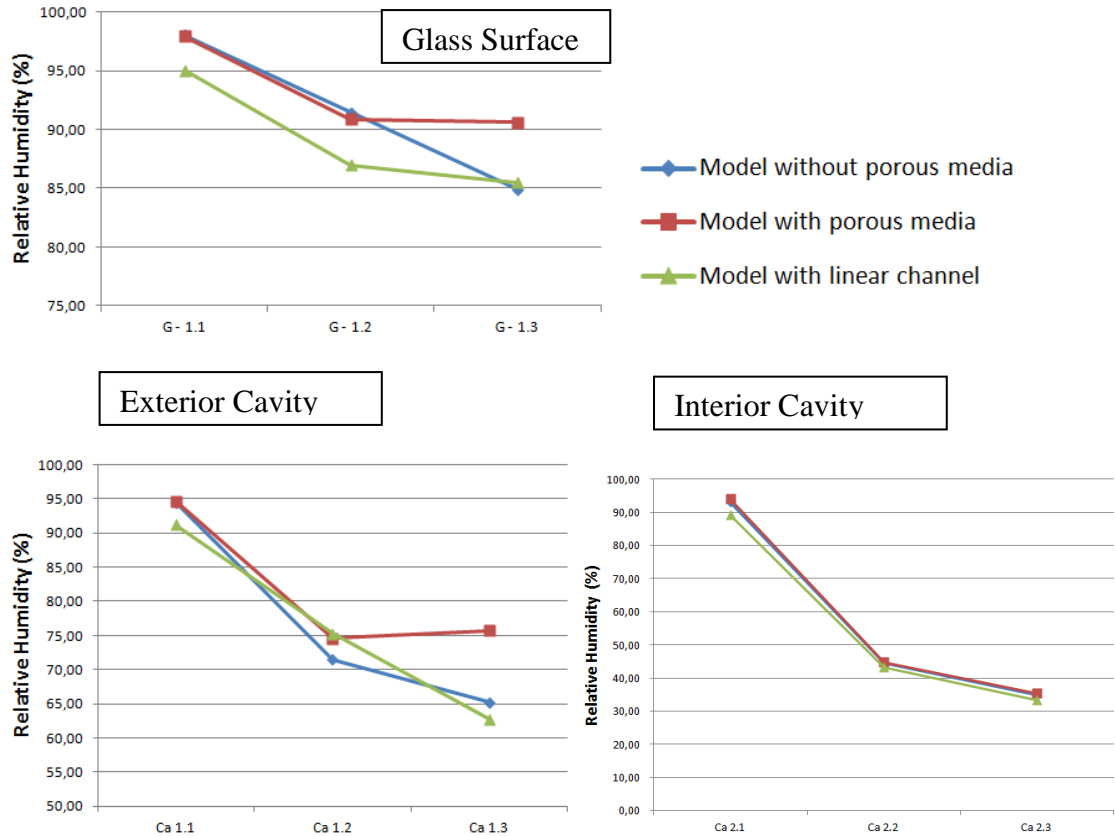 Glass Surface
Relative Humidity (%)
100,00
95,00
90,00
85,00
80,00
75,00
G - 1.1
G - 1.2
G - 1.3
Model without porous media
Model with porous media
Model with linear channel
Exterior Cavity
Relative Humidity (%)
100,00
95,00
90,00
85,00
80,00
75,00
70,00
65,00
60,00
55,00
50,00
Ca 1.1
Ca 1.2
Ca 1.3
Interior Cavity
Relative Humidity (%)
100,00
90,00
80,00
70,00
60,00
50,00
40,00
30,00
20,00
10,00
0,00
Ca 2.1
Ca 2.2
Ca 2.3